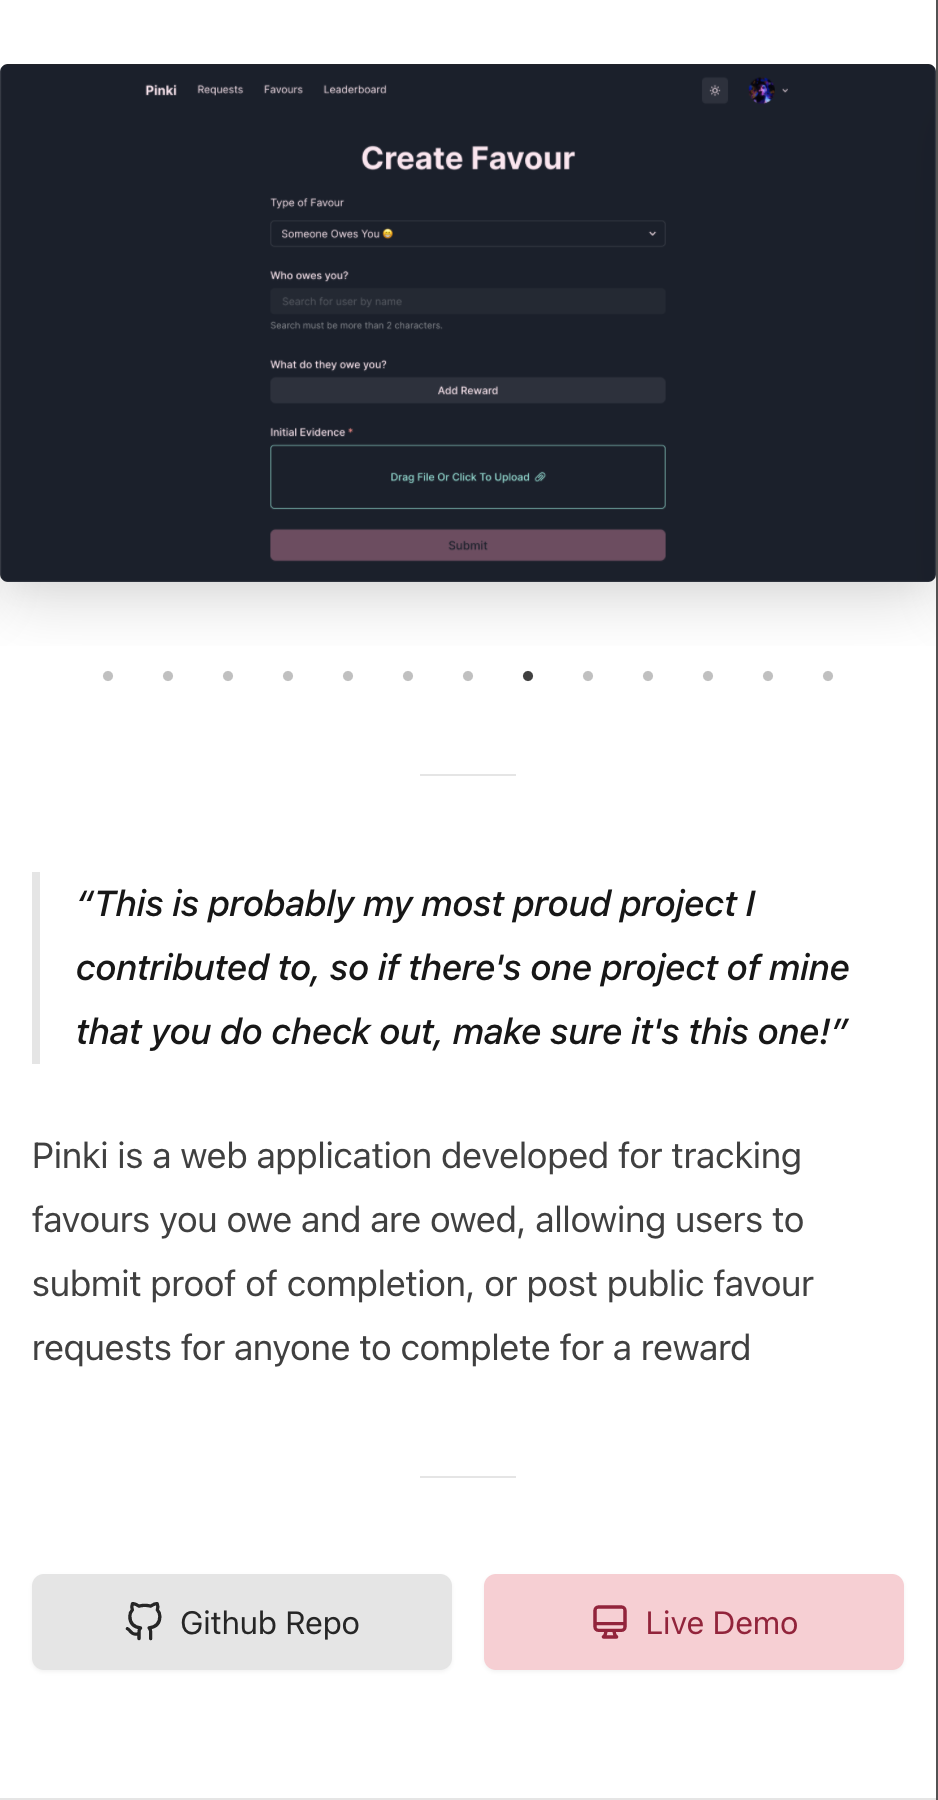 Pinki Requests Favours Leaderboard
Create Favour
Type of Favour
Someone Owes You 🤭
Who owes you?
Search for user by name
Search must be more than 2 characters.
What do they owe you?
Add Reward
Initial Evidence *
Drag File Or Click To Upload
Submit
“This is probably my most proud project I
contributed to, so if there's one project of mine
that you do check out, make sure it's this one!”
Pinki is a web application developed for tracking
favours you owe and are owed, allowing users to
submit proof of completion, or post public favour
requests for anyone to complete for a reward
Github Repo
Live Demo